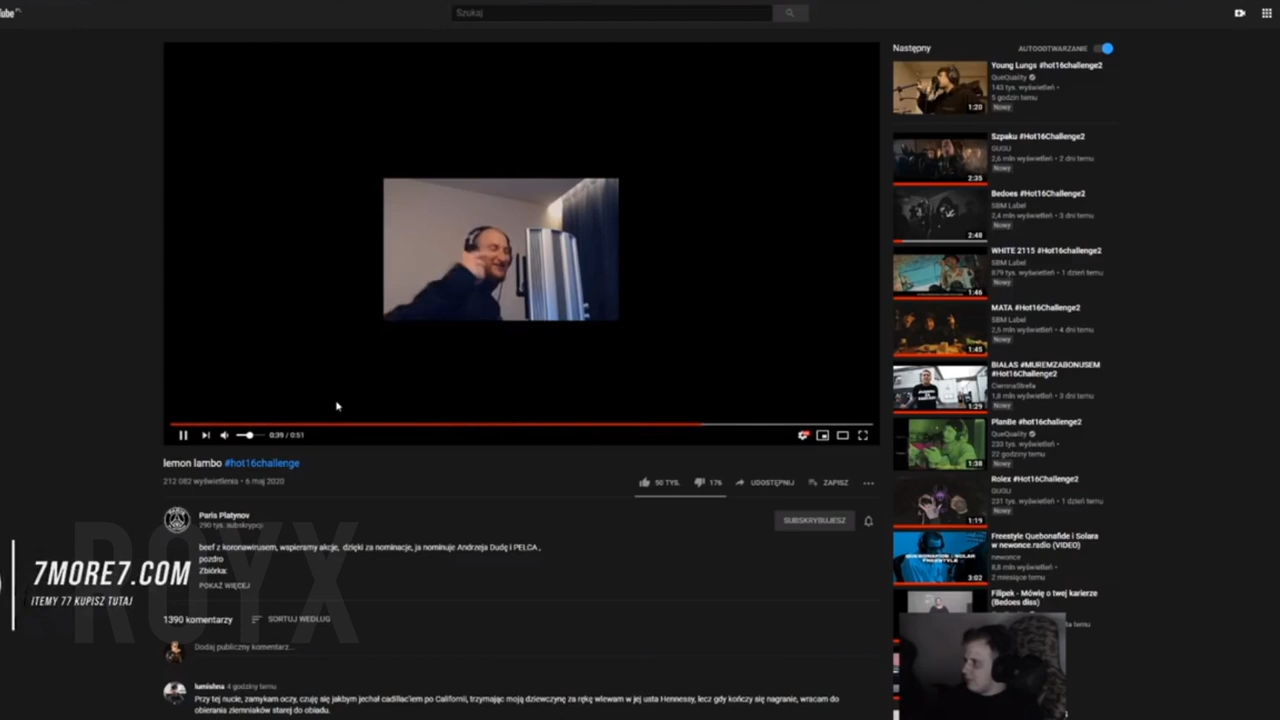 Tube PL
Szukaj
Następny
AUTOODTWARZANIE
Young Lungs #hot16challenge2
QueQuality
143 tys. wyświetleń •
5 godzin temu
Nowy
1:20
Szpaku #Hot16Challenge2
GUGU
2,6 mln wyświetleń • 2 dni temu
Nowy
2:35
Bedoes #Hot16Challenge2
SBM Label
2,4 mln wyświetleń • 3 dni temu
Nowy
2:48
WHITE 2115 #Hot16Challenge2
SBM Label
879 tys. wyświetleń • 1 dzień temu
Nowy
1:46
MATA #Hot16Challenge2
SBM Label
2,5 mln wyświetleń • 4 dni temu
Nowy
1:45
BIAŁAS #MUREMZABONUSEM
#Hot16Challenge2
CiemnaStrefa
1,8 mln wyświetleń • 3 dni temu
Nowy
1:29
PlanBe #hot16challenge2
QueQuality
233 tys. wyświetleń •
22 godziny temu
Nowy
1:38
Rolex #Hot16Challenge2
GUGU
231 tys. wyświetleń • 1 dzień temu
Nowy
1:19
Freestyle Quebonafide i Solara
w newonce.radio (VIDEO)
newonce
8,8 mln wyświetleń •
2 miesiące temu
3:02
Filipek - Mówię o twej karierze
(Bedoes diss)
temu
0:39 / 0:51
lemon lambo #hot16challenge
212 082 wyświetlenia • 6 maj 2020
50 TYS.
176
UDOSTĘPNIJ
ZAPISZ
Paris Platynov
290 tys. subskrypcji
SUBSKRYBUJESZ
beef z koronawirusem, wspieramy akcje, dzięki za nominacje, ja nominuje Andrzeja Dudę i PELCA ,
pozdro
Zbiórka:
POKAŻ WIĘCEJ
ROYX
7MORE7.COM
ITEMY 77 KUPISZ TUTAJ
1390 komentarzy
SORTUJ WEDŁUG
Dodaj publiczny komentarz...
lumishna 4 godziny temu
Przy tej nucie, zamykam oczy, czuję się jakbym jechał cadillac'iem po Californii, trzymając moją dziewczynę za rękę wlewam w jej usta Hennessy, lecz gdy kończy się nagranie, wracam do
obierania ziemniaków starej do obiadu.